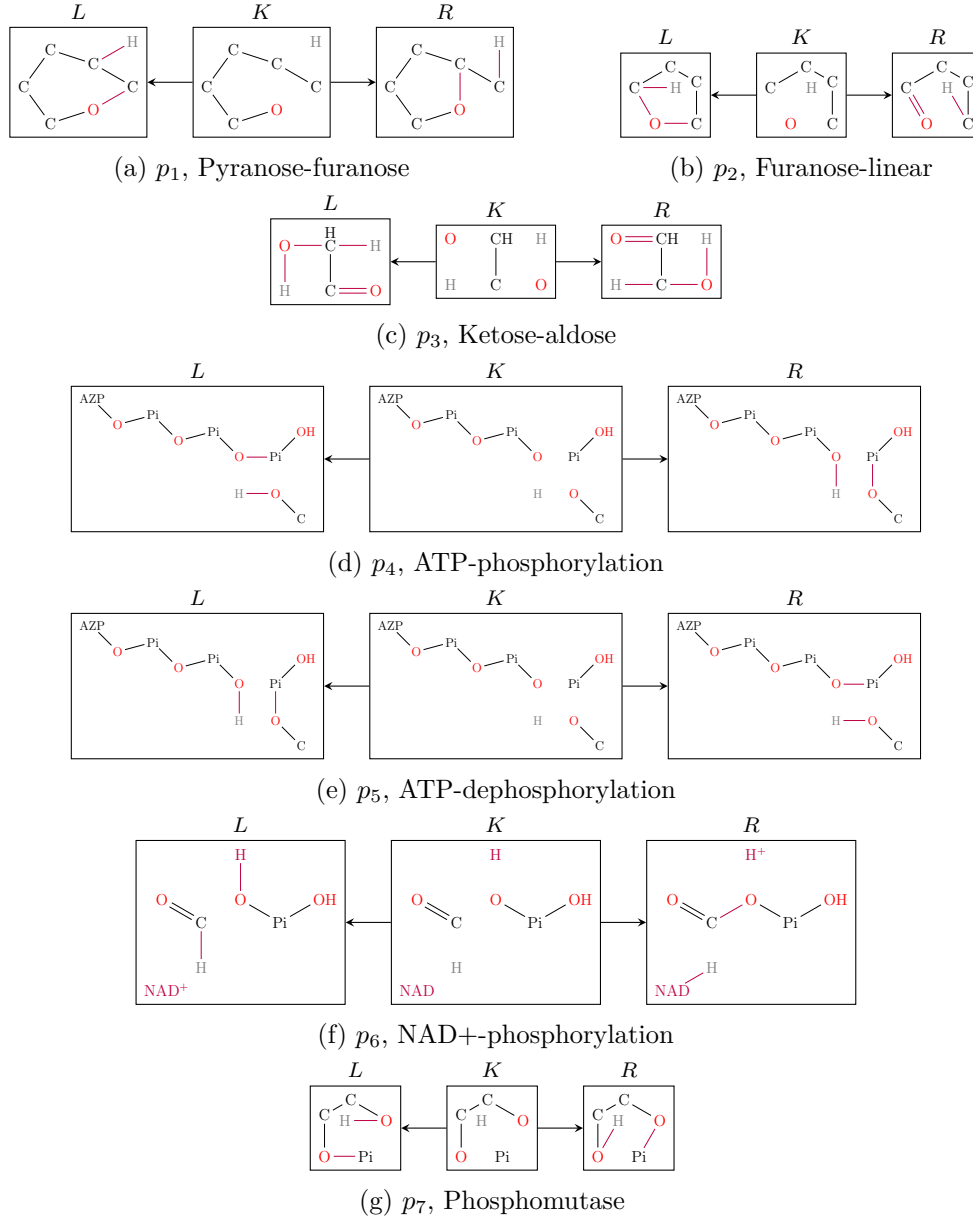 L K R
C H C H C H
C C C
C C C C C C
O O O
C C C
(a) p1, Pyranose-furanose
L K R
C C C
C H C C H C C H C
O C O C O C
(b) p2, Furanose-linear
L K R
H
O C H O CH H O CH H
H C O H C O H C O
(c) p3, Ketose-aldose
L K R
AZP AZP AZP
Pi Pi Pi
O Pi OH O Pi OH O Pi OH
O O O
O Pi O Pi O Pi
H O H O H O
C C C
(d) p4, ATP-phosphorylation
L K R
AZP AZP AZP
Pi Pi Pi
O Pi OH O Pi OH O Pi OH
O O O
O Pi O Pi O Pi
H O H O H O
C C C
(e) p5, ATP-dephosphorylation
L K R
H H H+
O O OH O O OH O O OH
C Pi C Pi C Pi
H H H
NAD+ NAD NAD
(f) p6, NAD+-phosphorylation
L K R
C C C
C H O C H O C H O
O Pi O Pi O Pi
(g) p7, Phosphomutase